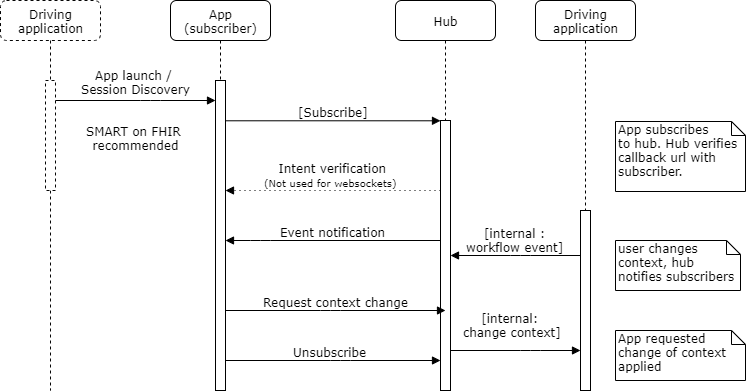 Driving
application
App
(subscriber)
Hub
Driving
application
App launch /
Session Discovery
SMART on FHIR
recommended
[Subscribe]
App subscribes
to hub. Hub verifies
callback url with
subscriber.
Intent verification
(Not used for websockets)
Event notification
[internal :
workflow event]
user changes
context, hub
notifies subscribers
Request context change
[internal:
change context]
Unsubscribe
App requested
change of context
applied